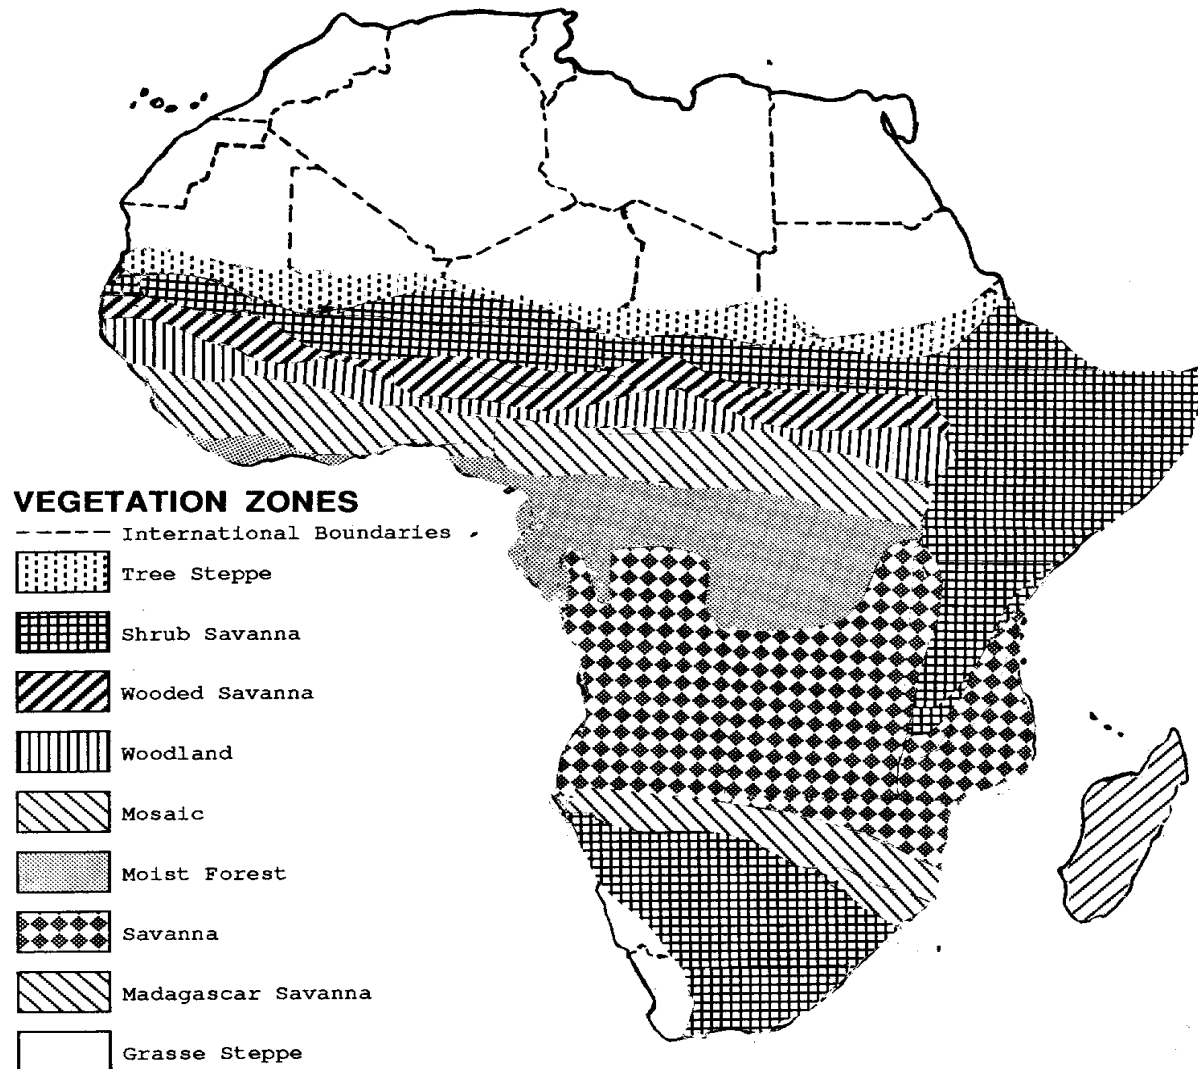 VEGETATION ZONES
International Boundaries
Tree Steppe
Shrub Savanna
Wooded Savanna
Woodland
Mosaic
Moist Forest
Savanna
Madagascar Savanna
Grasse Steppe